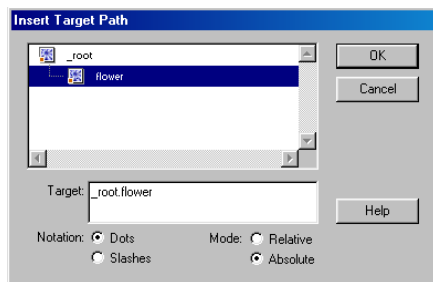 Insert Target Path
_root
flower
OK
Cancel
Target: _root.flower
Help
Notation: Dots Mode: Relative
Slashes Absolute